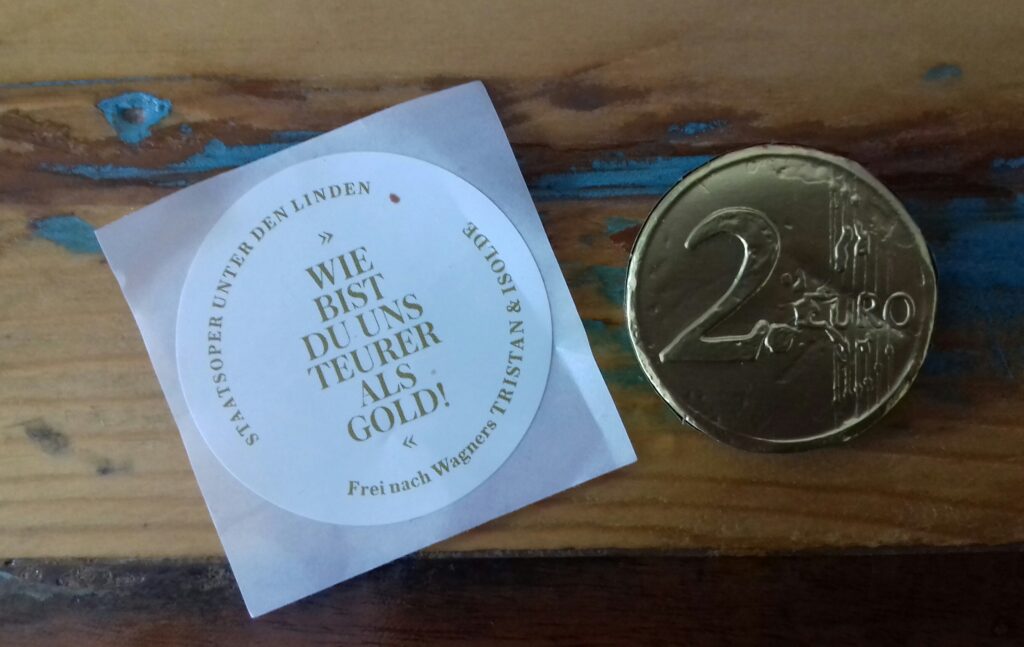 STAATSOPER UNTER DEN LINDEN
»
WIE
BIST
DU UNS
TEURER
ALS
GOLD!
«
Frei nach Wagners TRISTAN & ISOLDE
2 EURO